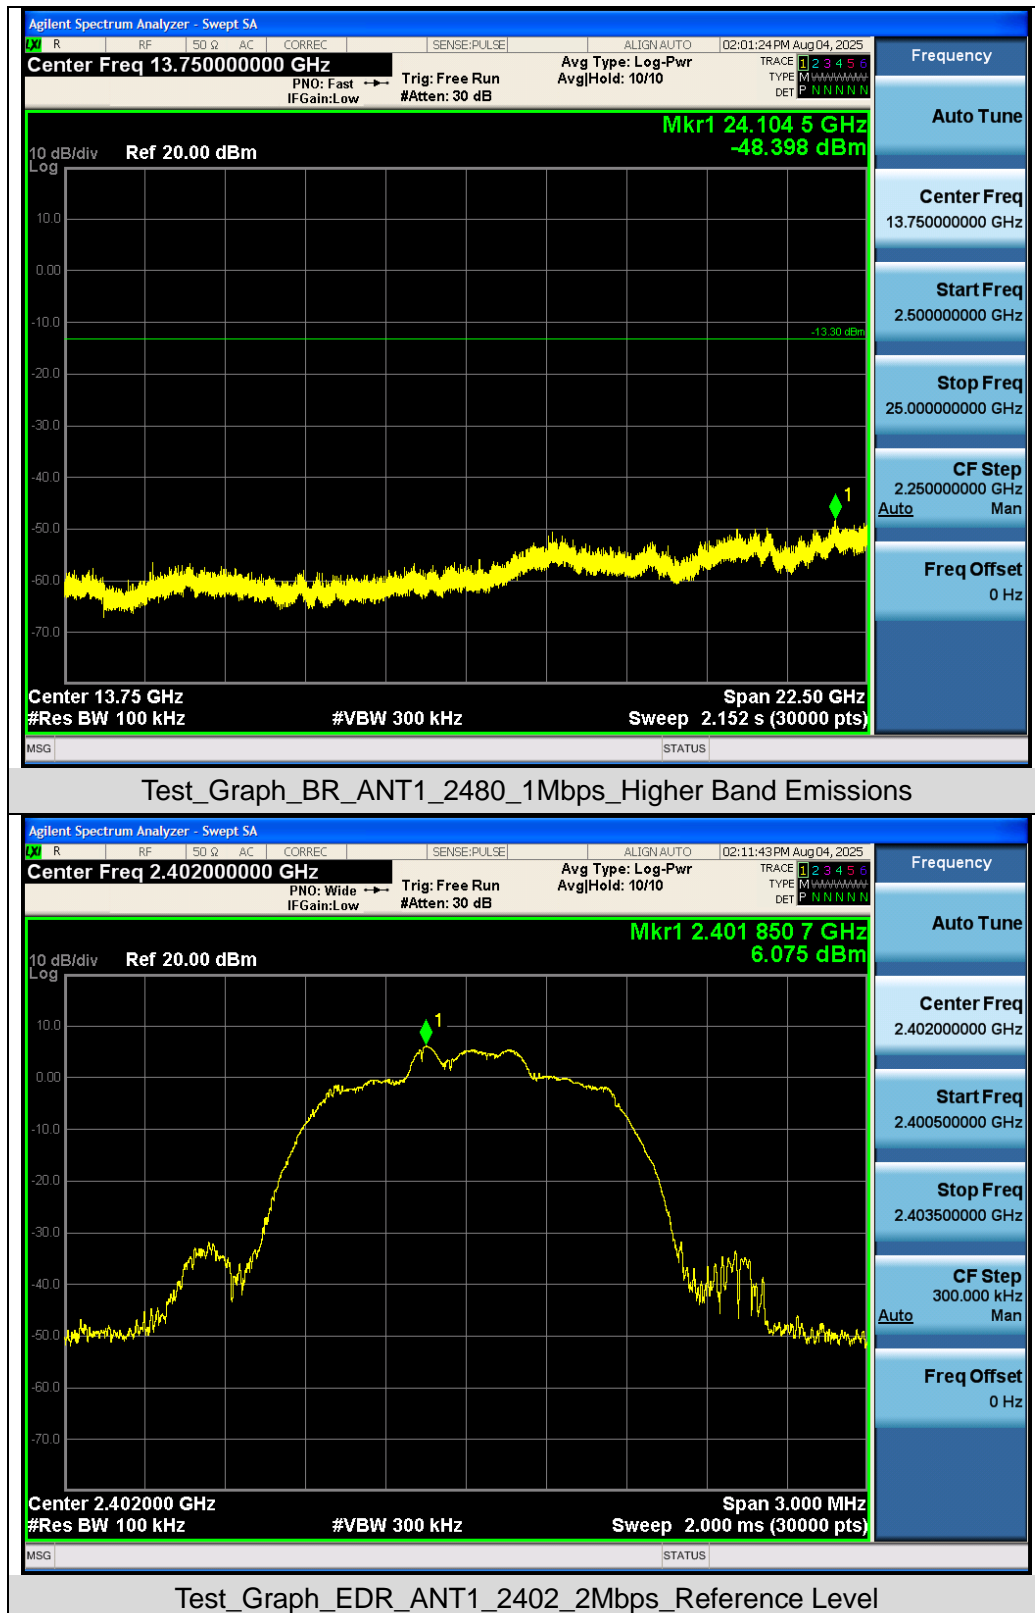 Agilent Spectrum Analyzer - Swept SA
LXI R RF 50 Ω AC CORREC SENSE:PULSE ALIGN AUTO 02:01:24 PM Aug 04, 2025
Center Freq 13.750000000 GHz
PNO: Fast
IFGain:Low
Trig: Free Run
#Atten: 30 dB
Avg Type: Log-Pwr
Avg|Hold: 10/10
TRACE 1 2 3 4 5 6
TYPE M
DET P N N N N N
Mkr1 24.104 5 GHz
-48.398 dBm
10 dB/div Ref 20.00 dBm
Log
10.0
0.00
-10.0
-13.30 dBm
-20.0
-30.0
-40.0
1
-50.0
-60.0
-70.0
Center 13.75 GHz Span 22.50 GHz
#Res BW 100 kHz #VBW 300 kHz Sweep 2.152 s (30000 pts)
MSG STATUS
Frequency
Auto Tune
Center Freq
13.750000000 GHz
Start Freq
2.500000000 GHz
Stop Freq
25.000000000 GHz
CF Step
2.250000000 GHz
Auto Man
Freq Offset
0 Hz
Test_Graph_BR_ANT1_2480_1Mbps_Higher Band Emissions
Agilent Spectrum Analyzer - Swept SA
LXI R RF 50 Ω AC CORREC SENSE:PULSE ALIGN AUTO 02:11:43 PM Aug 04, 2025
Center Freq 2.402000000 GHz
PNO: Wide
IFGain:Low
Trig: Free Run
#Atten: 30 dB
Avg Type: Log-Pwr
Avg|Hold: 10/10
TRACE 1 2 3 4 5 6
TYPE M
DET P N N N N N
Mkr1 2.401 850 7 GHz
6.075 dBm
10 dB/div Ref 20.00 dBm
Log
1
10.0
0.00
-10.0
-20.0
-30.0
-40.0
-50.0
-60.0
-70.0
Center 2.402000 GHz Span 3.000 MHz
#Res BW 100 kHz #VBW 300 kHz Sweep 2.000 ms (30000 pts)
MSG STATUS
Frequency
Auto Tune
Center Freq
2.402000000 GHz
Start Freq
2.400500000 GHz
Stop Freq
2.403500000 GHz
CF Step
300.000 kHz
Auto Man
Freq Offset
0 Hz
Test_Graph_EDR_ANT1_2402_2Mbps_Reference Level